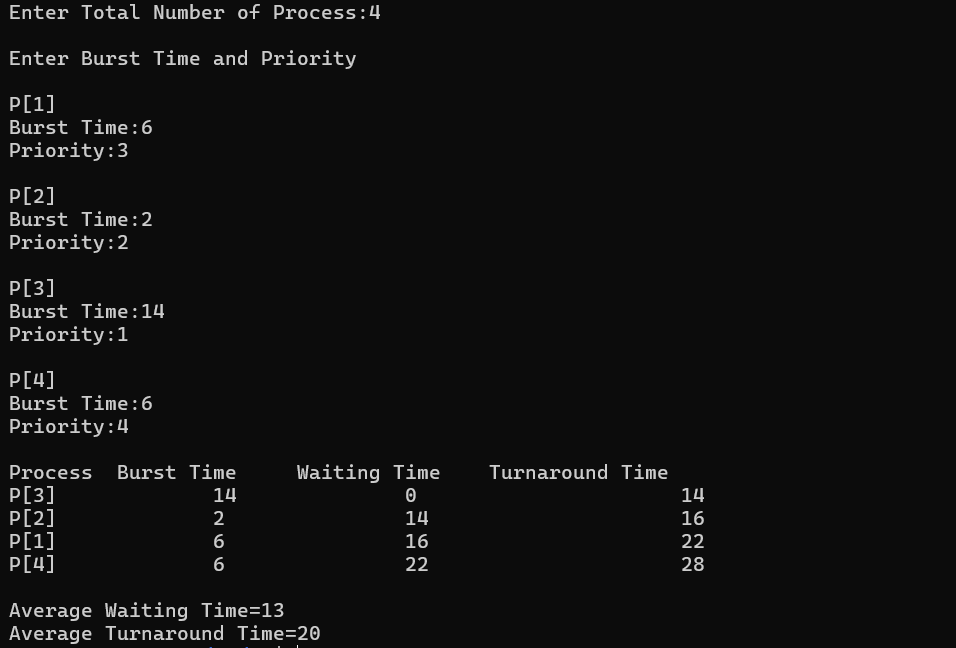 Enter Total Number of Process:4
Enter Burst Time and Priority
P[1]
Burst Time:6
Priority:3
P[2]
Burst Time:2
Priority:2
P[3]
Burst Time:14
Priority:1
P[4]
Burst Time:6
Priority:4
Process Burst Time Waiting Time Turnaround Time
P[3] 14 0 14
P[2] 2 14 16
P[1] 6 16 22
P[4] 6 22 28
Average Waiting Time=13
Average Turnaround Time=20